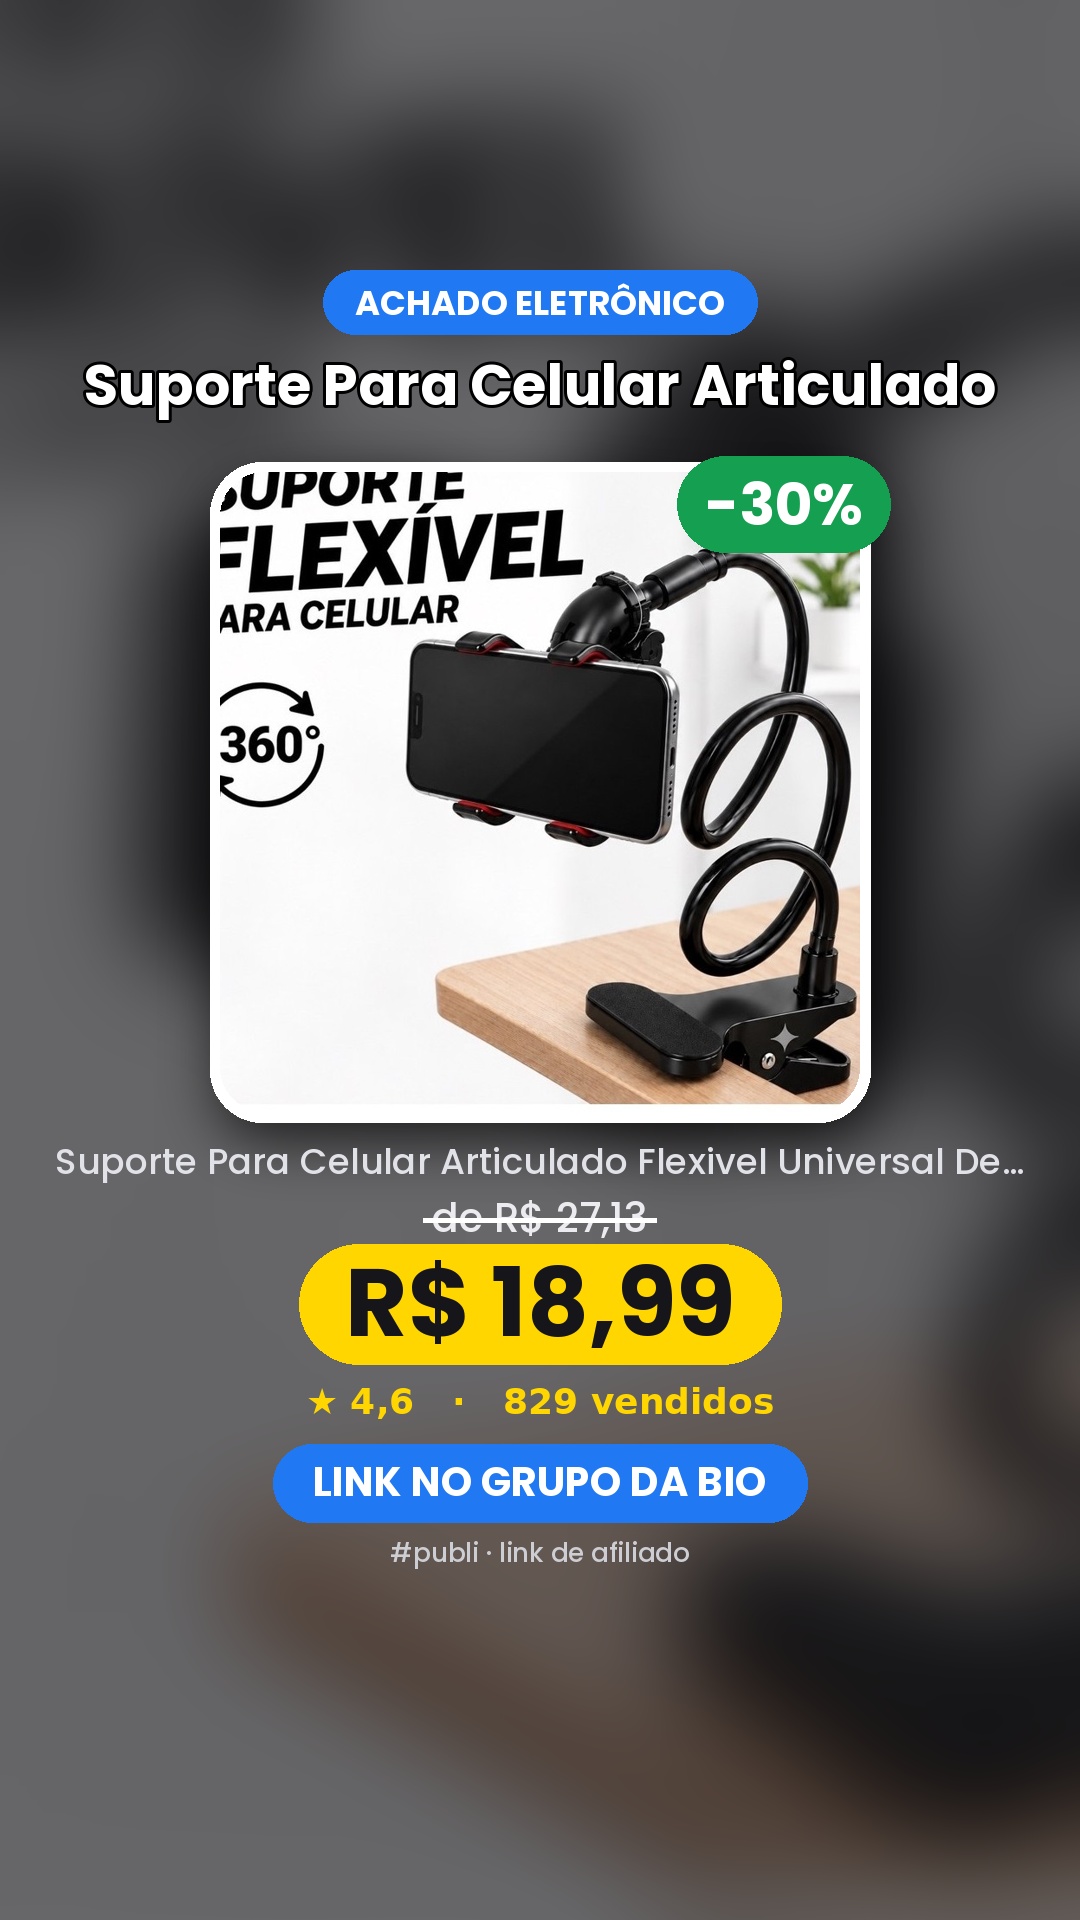 ACHADO ELETRÔNICO
Suporte Para Celular Articulado
-30%
SUPORTE
FLEXÍVEL
ARA CELULAR
360°
Suporte Para Celular Articulado Flexivel Universal De...
de R$ 27,13
R$ 18,99
★ 4,6 · 829 vendidos
LINK NO GRUPO DA BIO
#publi · link de afiliado